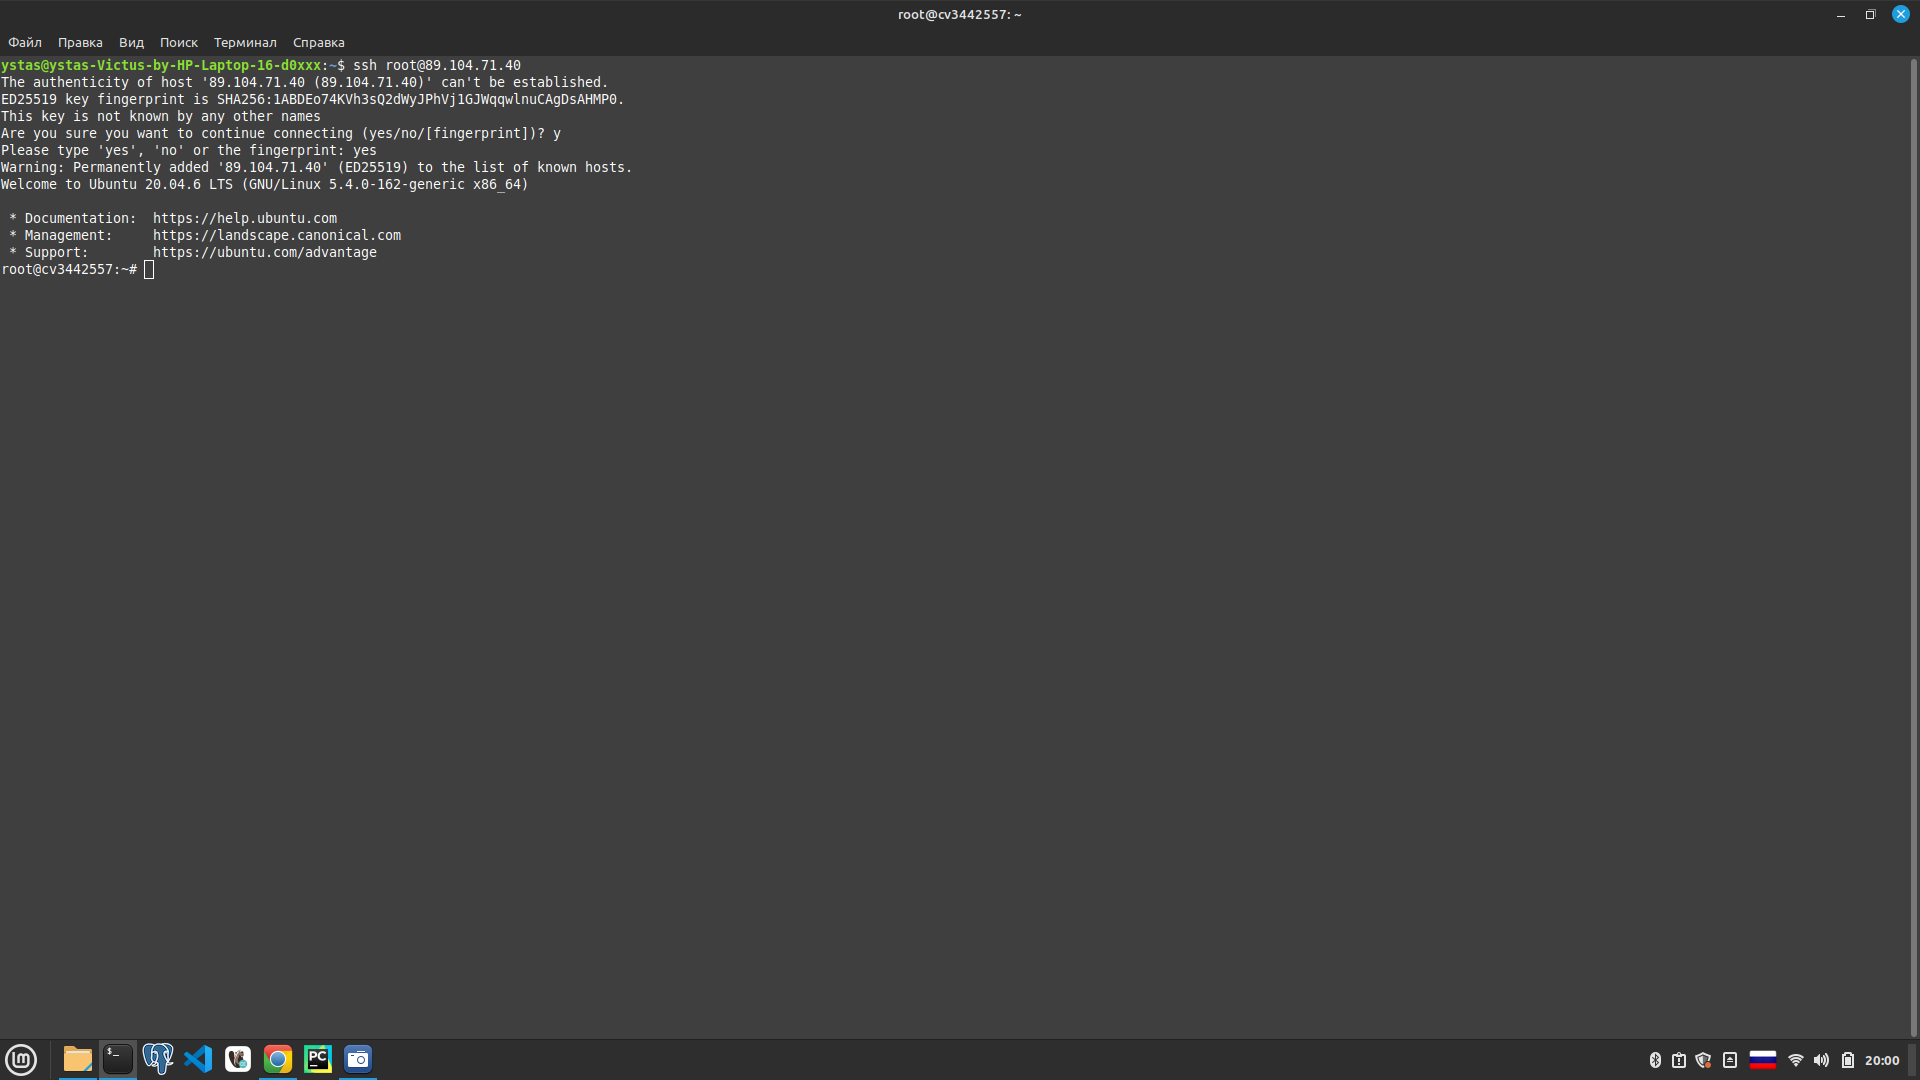 root@cv3442557: ~
Файл Правка Вид Поиск Терминал Справка
ystas@ystas-Victus-by-HP-Laptop-16-d0xxx:~$ ssh root@89.104.71.40
The authenticity of host '89.104.71.40 (89.104.71.40)' can't be established.
ED25519 key fingerprint is SHA256:1ABDEo74KVh3sQ2dWyJPhVj1GJWqqwlnuCAgDsAHMP0.
This key is not known by any other names
Are you sure you want to continue connecting (yes/no/[fingerprint])? y
Please type 'yes', 'no' or the fingerprint: yes
Warning: Permanently added '89.104.71.40' (ED25519) to the list of known hosts.
Welcome to Ubuntu 20.04.6 LTS (GNU/Linux 5.4.0-162-generic x86_64)
* Documentation: https://help.ubuntu.com
* Management: https://landscape.canonical.com
* Support: https://ubuntu.com/advantage
root@cv3442557:~#
$_ PC 20:00